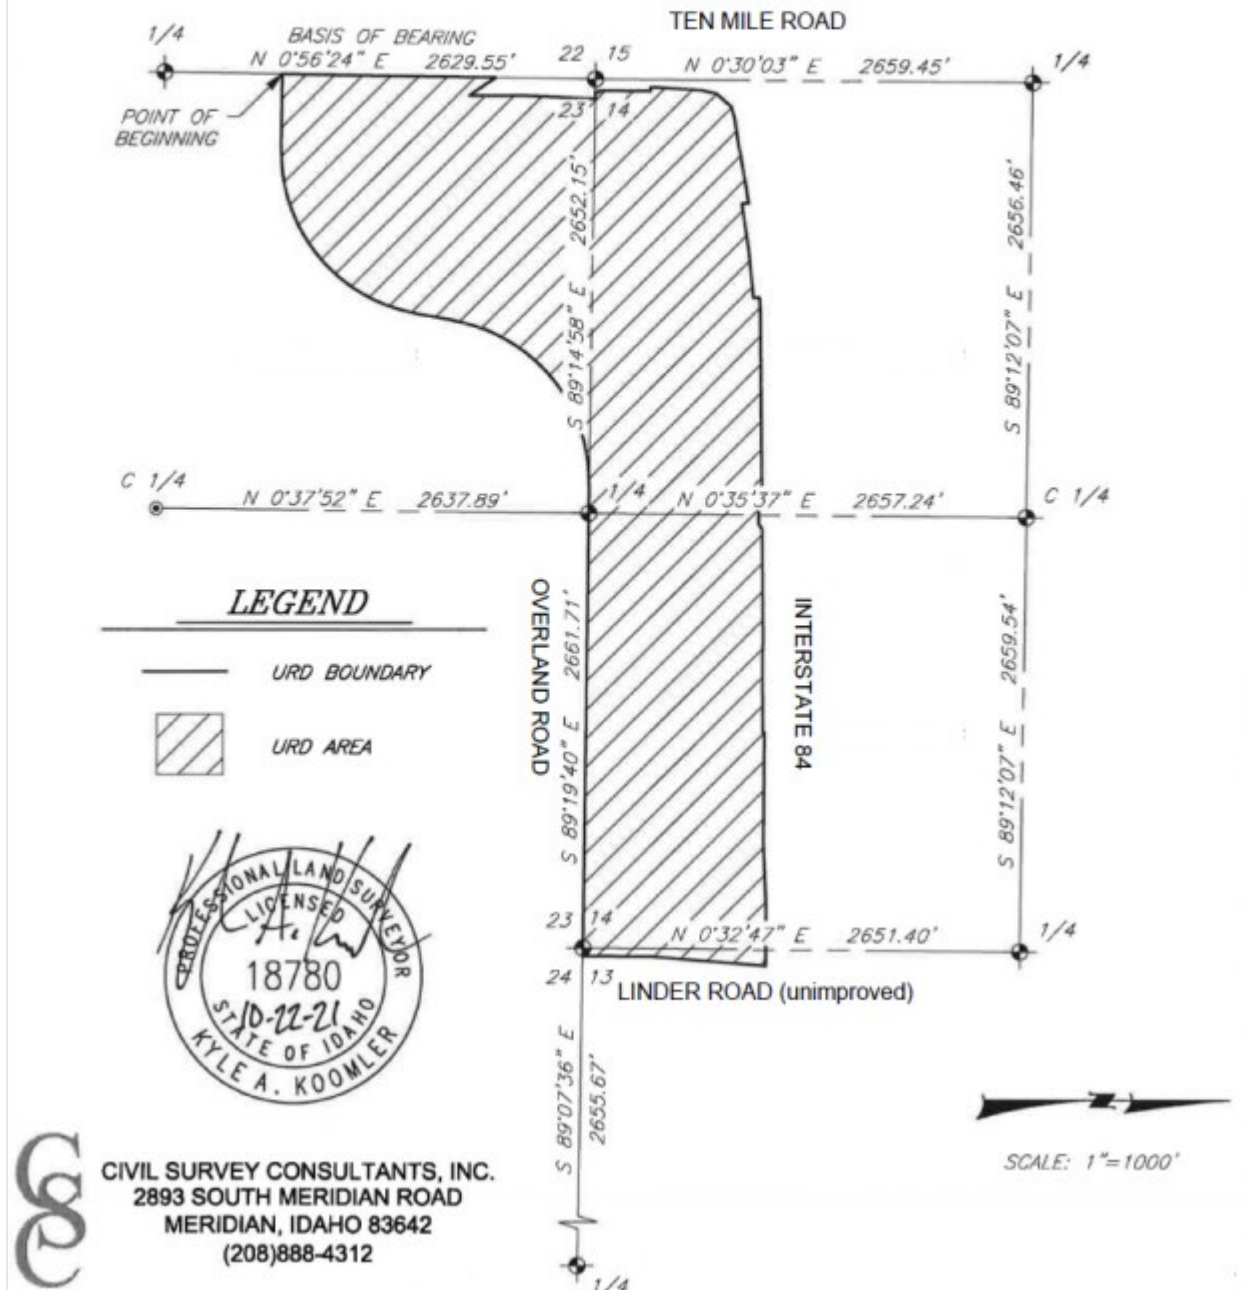 TEN MILE ROAD
1/4
BASIS OF BEARING
N 0°56'24" E 2629.55'
22 15
N 0°30'03" E 2659.45'
1/4
POINT OF
BEGINNING
23 14
S 89°14'58" E 2652.15'
S 89°12'07" E 2656.46'
C 1/4
N 0°37'52" E 2637.89'
1/4
N 0°35'37" E 2657.24'
C 1/4
LEGEND
URD BOUNDARY
URD AREA
OVERLAND ROAD
S 89°19'40" E 2661.71'
INTERSTATE 84
S 89°12'07" E 2659.54'
23 14
N 0°32'47" E 2651.40'
1/4
24 13
LINDER ROAD (unimproved)
PROFESSIONAL LAND SURVEYOR
LICENSED
18780
10-22-21
STATE OF IDAHO
KYLE A. KOOMLER
S 89°07'36" E 2655.67'
N
SCALE: 1"=1000'
CSC
CIVIL SURVEY CONSULTANTS, INC.
2893 SOUTH MERIDIAN ROAD
MERIDIAN, IDAHO 83642
(208)888-4312
1/4